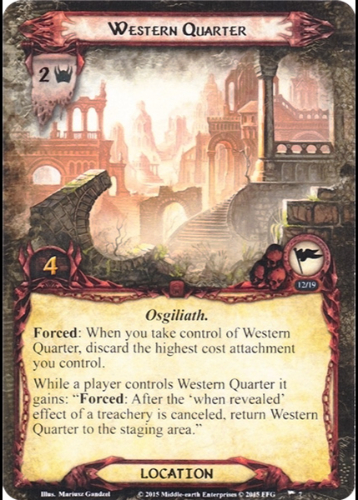 WESTERN QUARTER
2
4
12/19
Osgiliath.
Forced: When you take control of Western
Quarter, discard the highest cost attachment
you control.
While a player controls Western Quarter it
gains: “Forced: After the ‘when revealed’
effect of a treachery is canceled, return Western
Quarter to the staging area.”
LOCATION
Illus. Mariusz Gandzel © 2015 Middle-earth Enterprises © 2015 FFG